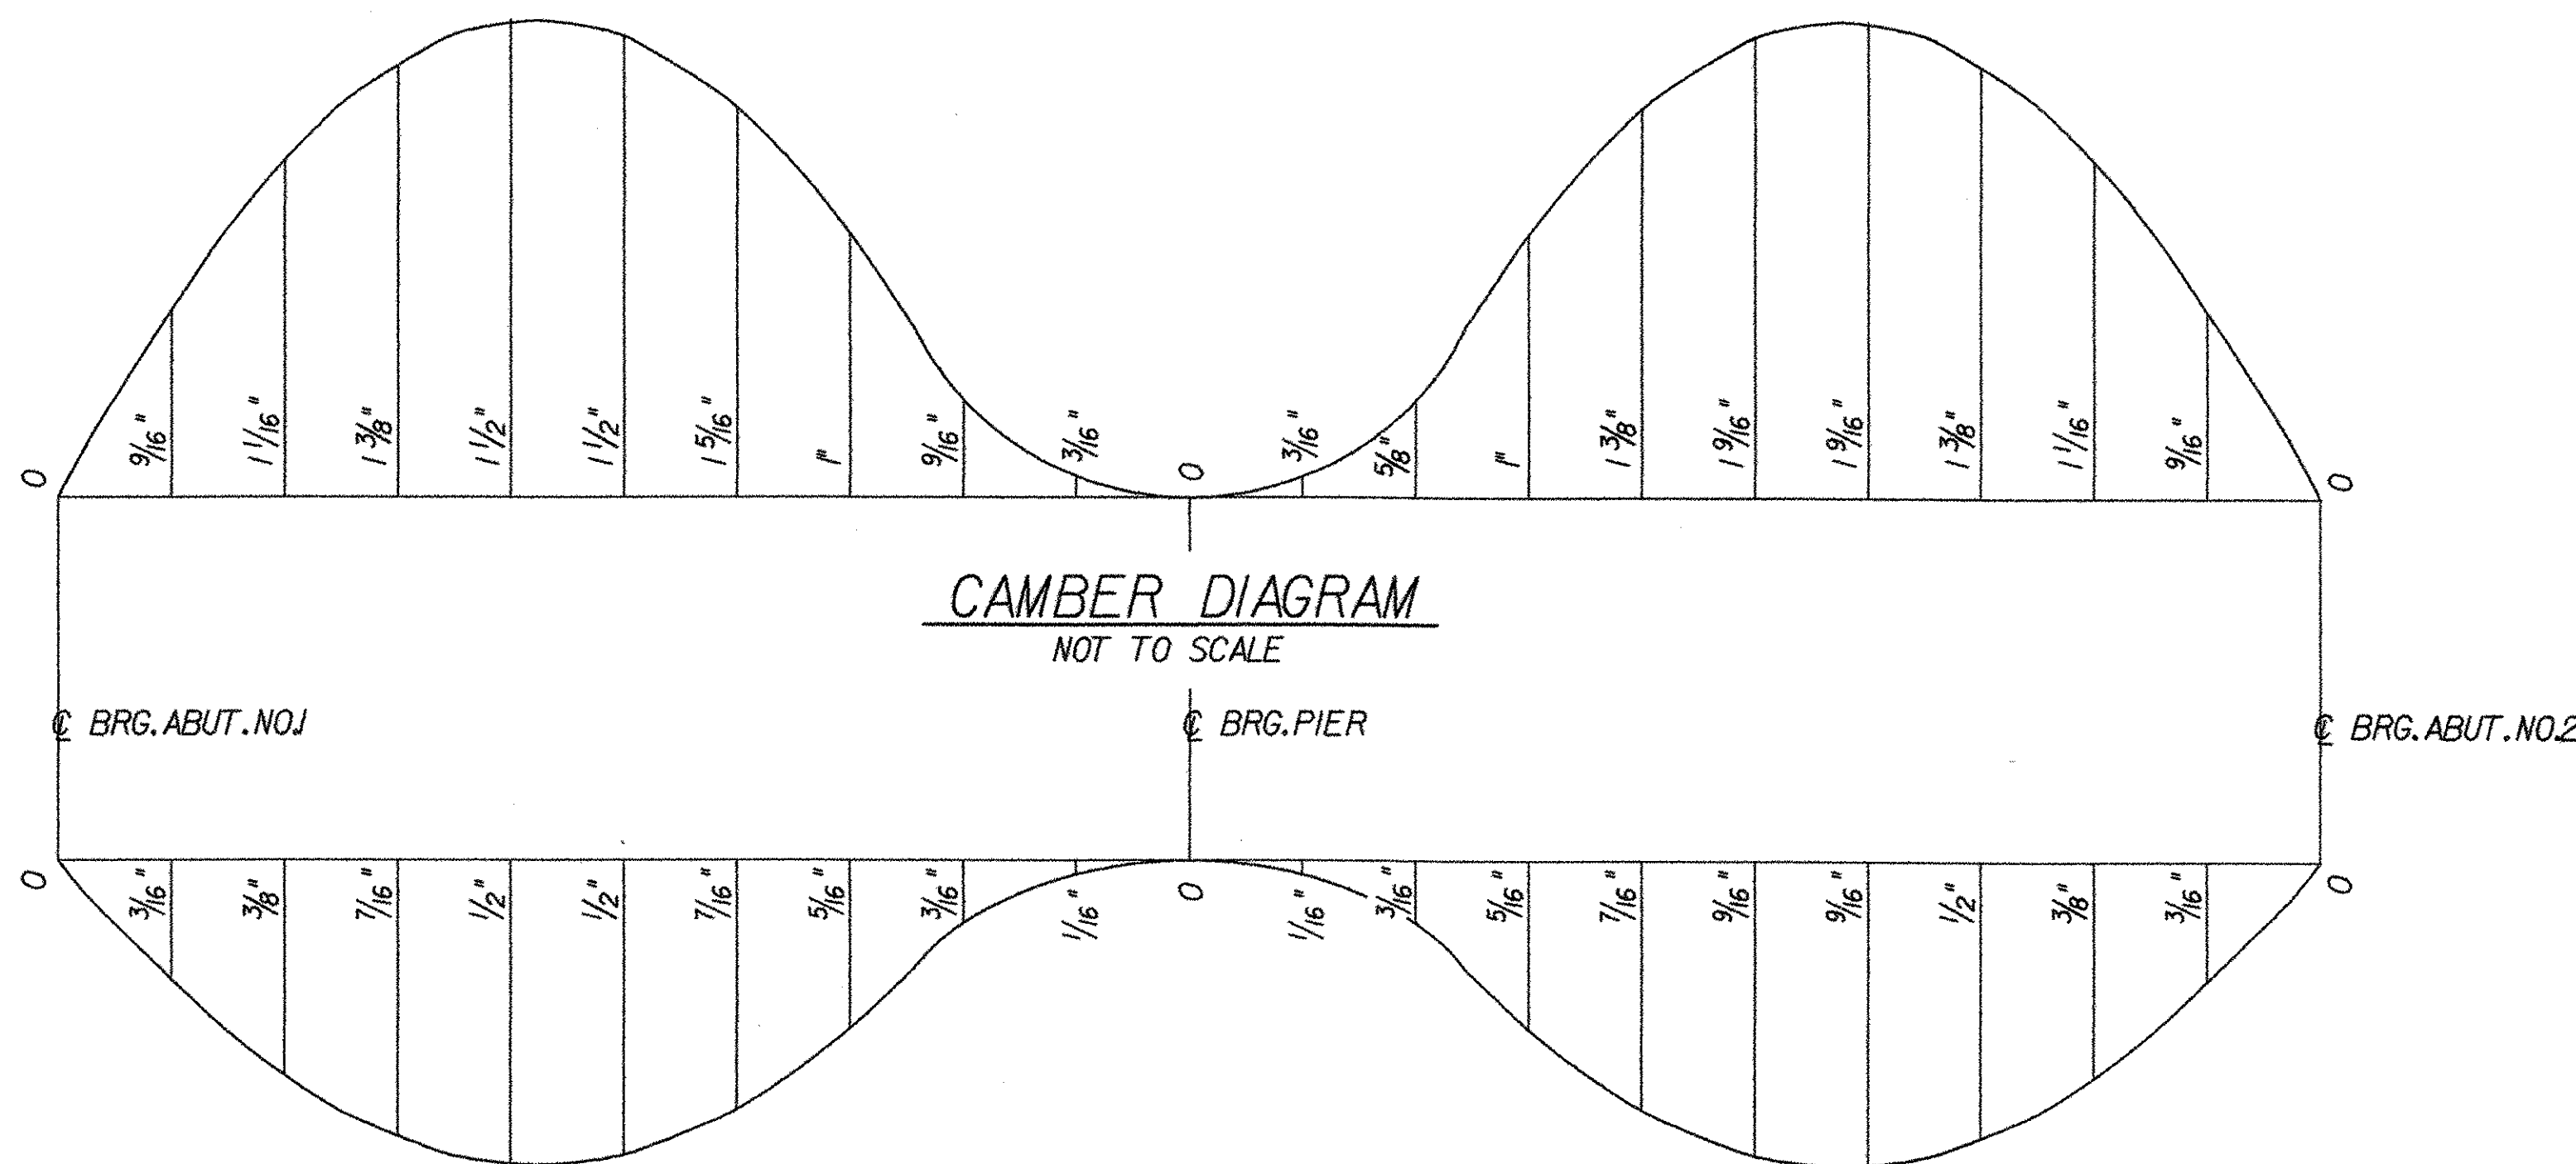 0 9/16" 1 1/16" 1 3/8" 1 1/2" 1 1/2" 1 5/16" 1" 9/16" 3/16" 0 3/16" 5/8" 1" 1 3/8" 1 9/16" 1 9/16" 1 3/8" 1 1/16" 9/16" 0
CAMBER DIAGRAM
NOT TO SCALE
℄ BRG. ABUT. NO.1 ℄ BRG. PIER ℄ BRG. ABUT. NO.2
0 3/16" 3/8" 7/16" 1/2" 1/2" 7/16" 5/16" 3/16" 1/16" 0 1/16" 3/16" 5/16" 7/16" 9/16" 9/16" 1/2" 3/8" 3/16" 0